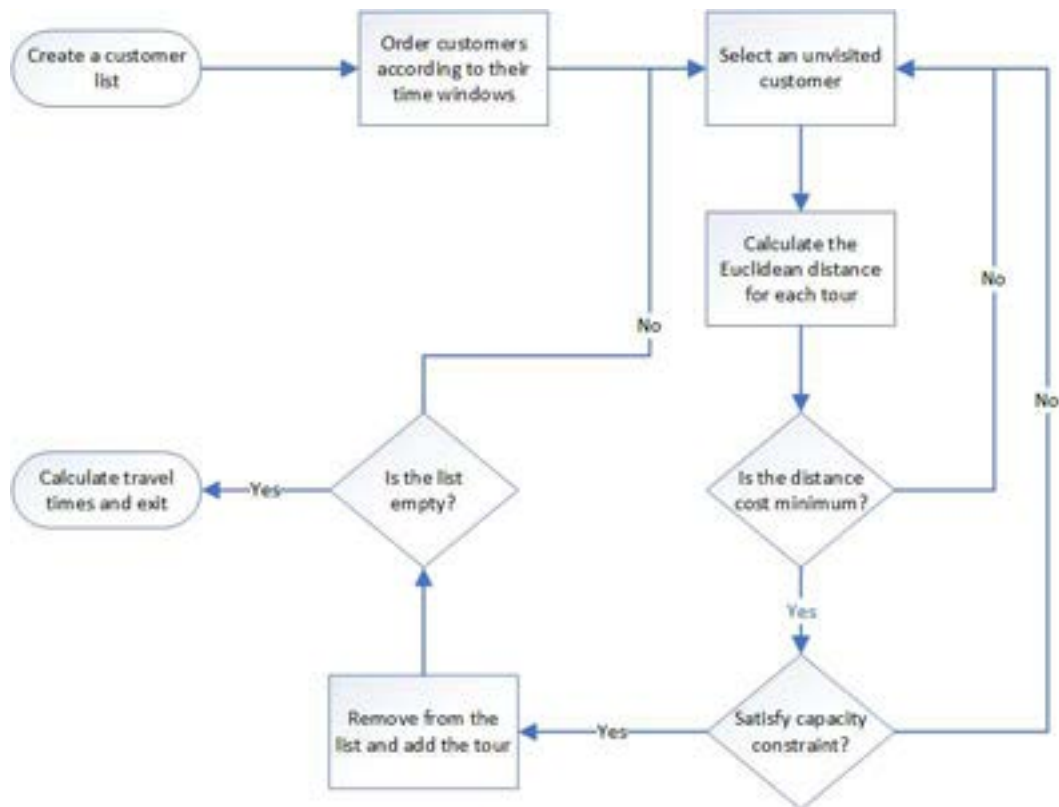 Create a customer
list
Order customers
according to their
time windows
Select an unvisited
customer
Calculate the
Euclidean distance
for each tour
No
No
No
Calculate travel
times and exit
Yes
Is the list
empty?
Is the distance
cost minimum?
Yes
Remove from the
list and add the tour
Yes
Satisfy capacity
constraint?